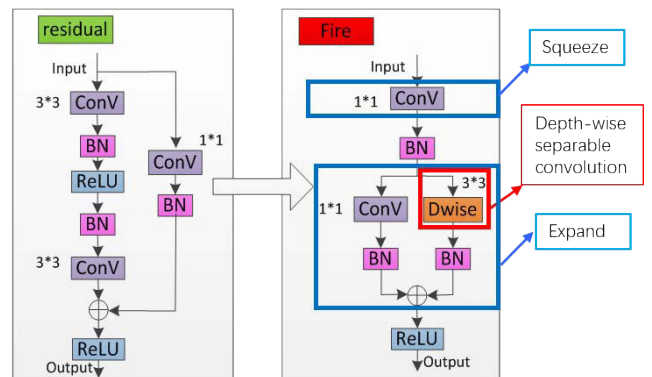 residual
Input
3*3
ConV
BN
ReLU
BN
3*3
ConV
ReLU
Output
1*1
ConV
BN
Fire
Input
1*1
ConV
BN
1*1
ConV
BN
3*3
Dwise
BN
ReLU
Output
Squeeze
Depth-wise
separable
convolution
Expand